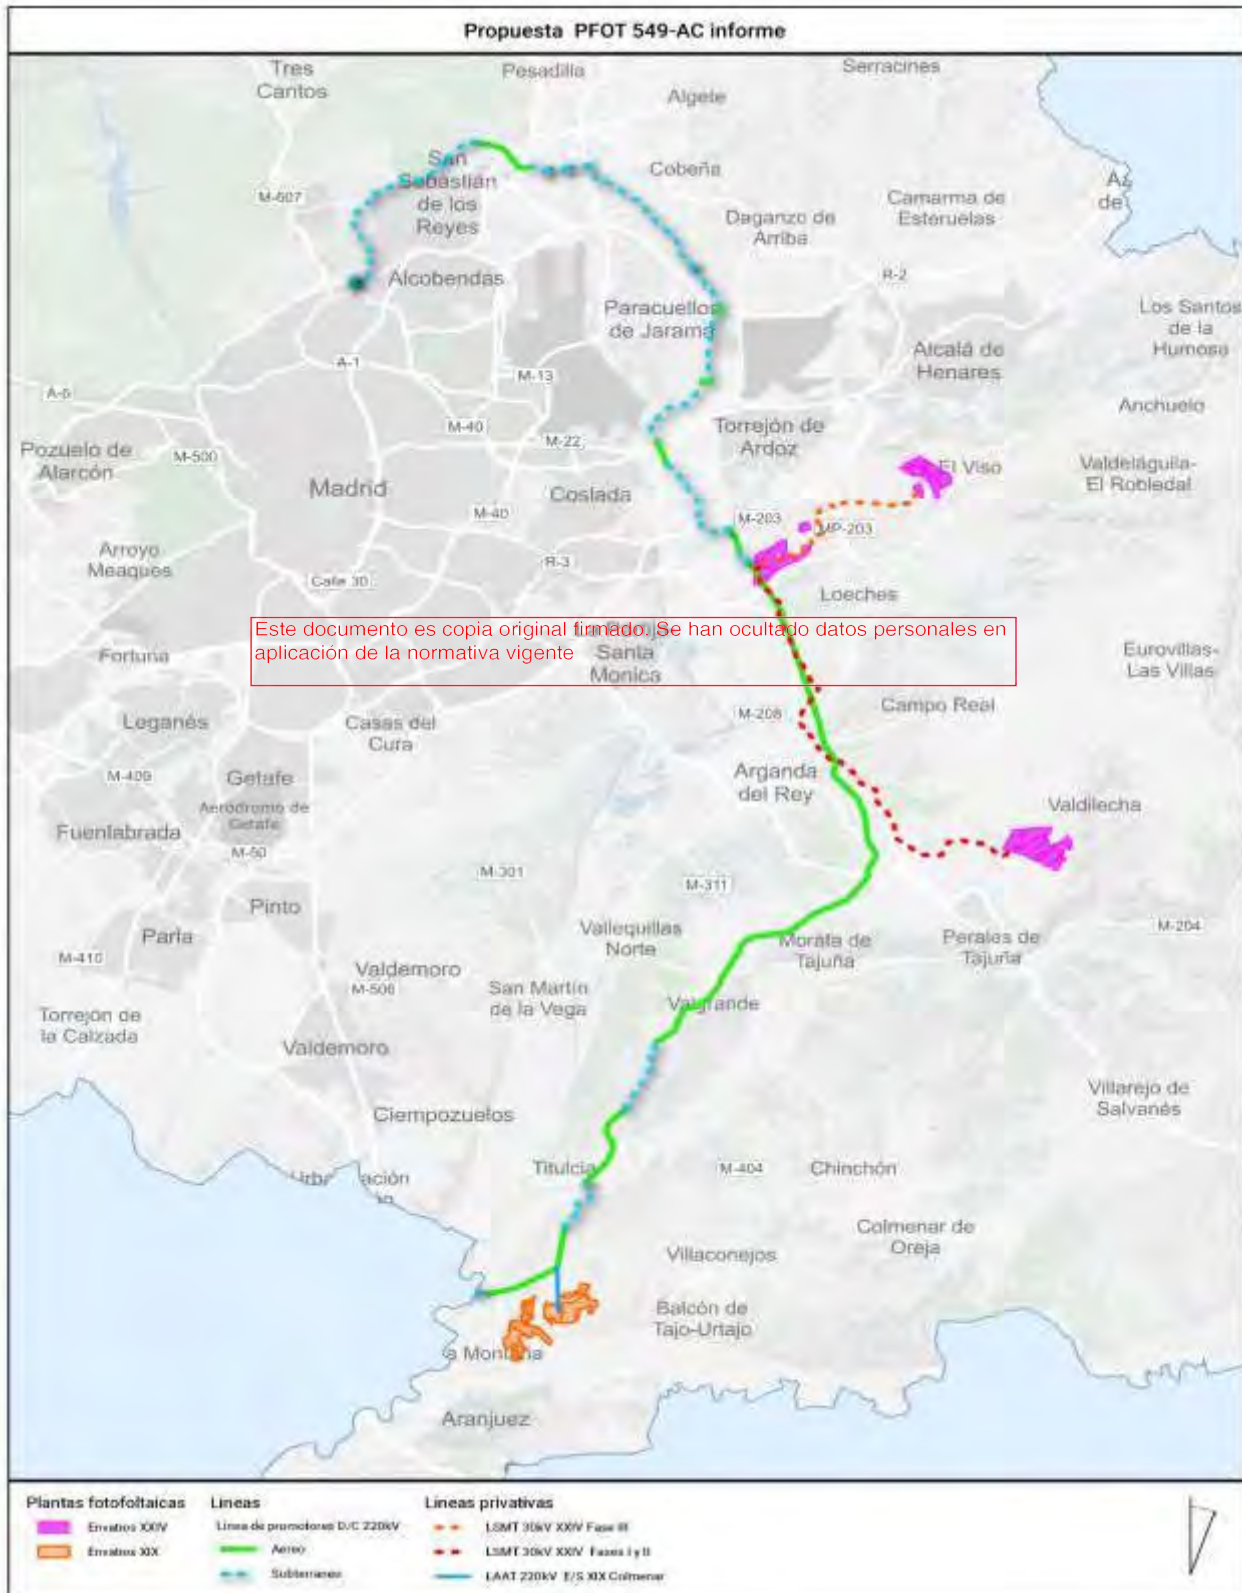 Propuesta PFOT 549-AC informe
Tres
Cantos
Pesadilla
Serracines
Algete
San
Sebastián
de los
Reyes
Cobeña
M-607
Camarma de
Esteruelas
Daganzo de
Arriba
Alcobendas
R-2
Paracuellos
de Jarama
Los Santos
de la
Humosa
Alcalá de
Henares
A-1
M-13
A-6
Anchuelo
M-40
M-22
Torrejón de
Ardoz
Pozuelo de
Alarcón
M-500
El Viso
Valdeláguila-
El Robledal
Madrid
Coslada
M-40
M-203
MP-203
Arroyo
Meaques
R-3
Calle 30
Loeches
Este documento es copia original firmado. Se han ocultado datos personales en
aplicación de la normativa vigente
Santa
Monica
Fortuna
Eurovillas-
Las Villas
Leganés
Casas del
Cura
M-208
Campo Real
M-409
Getafe
Arganda
del Rey
Aeródromo de
Getafe
Valdilecha
Fuenlabrada
M-50
M-301
M-311
Pinto
Parla
Vallequillas
Norte
Morata de
Tajuña
Perales de
Tajuña
M-204
M-410
Valdemoro
M-506
San Martín
de la Vega
Valgrande
Torrejón de
la Calzada
Valdemoro
Ciempozuelos
Villarejo de
Salvanés
Titulcia
M-404
Chinchón
Colmenar de
Oreja
Villaconejos
Balcón de
Tajo-Urtajo
Aranjuez
Plantas fotofoltaicas
Envatios XXIV
Envatios XIX
Lineas
Linea de promotores D/C 220kV
Aereo
Subterraneo
Lineas privativas
LSMT 30kV XXIV Fase III
LSMT 30kV XXIV Fases I y II
LAAT 220kV E/S XIX Colmenar